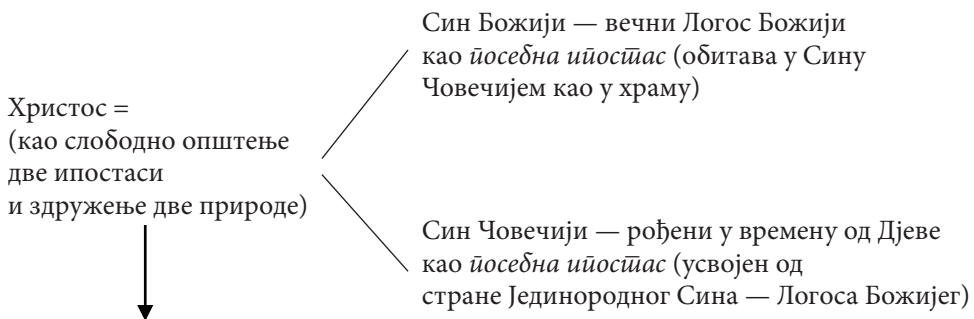 Син Божији — вечни Логос Божији
као посебна ипостас (обитава у Сину
Човечијем као у храму)
Христос =
(као слободно општење
две ипостаси
и здружење две природе)
Син Човечији — рођени у времену од Дјеве
као посебна ипостас (усвојен од
стране Јединородног Сина — Логоса Божијег)